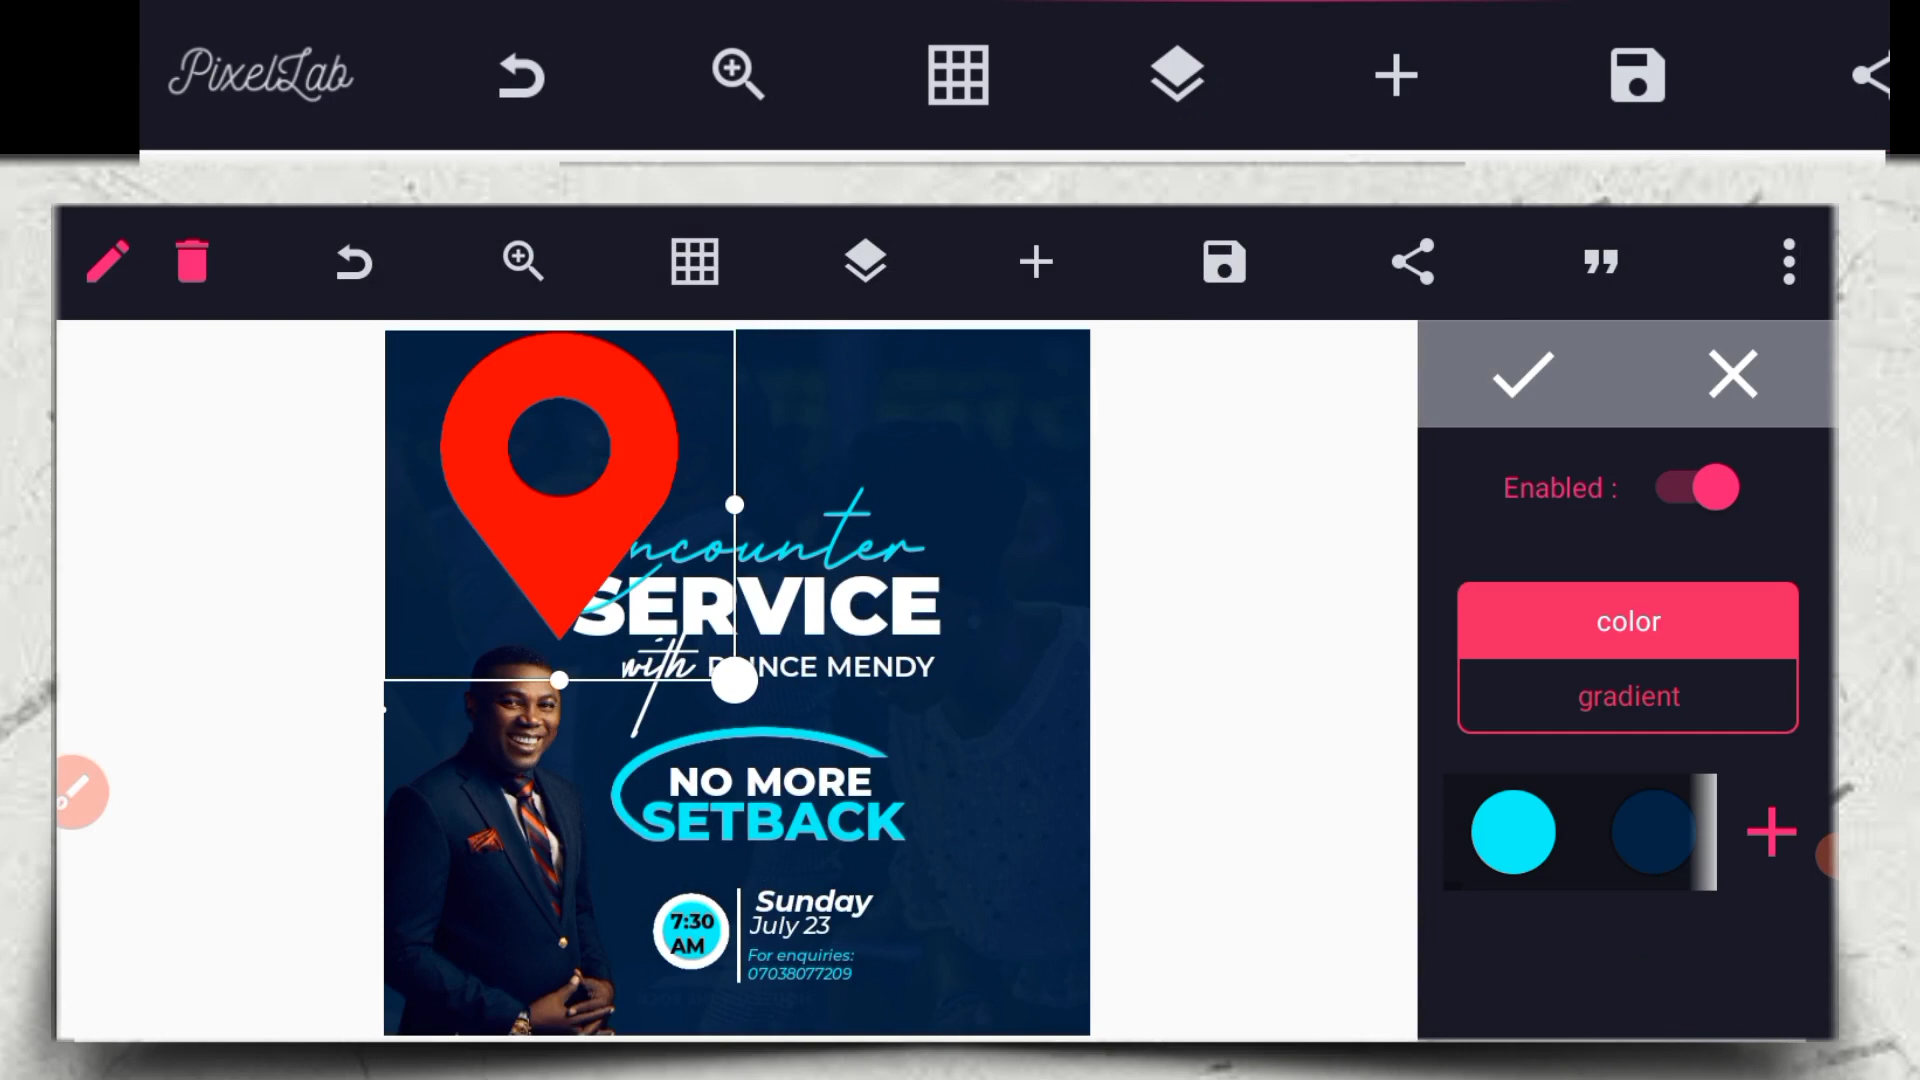 PixelLab
Enabled :
color
gradient
ncounter
SERVICE
with P INCE MENDY
NO MORE
SETBACK
7:30
AM
Sunday
July 23
For enquiries:
07038077209